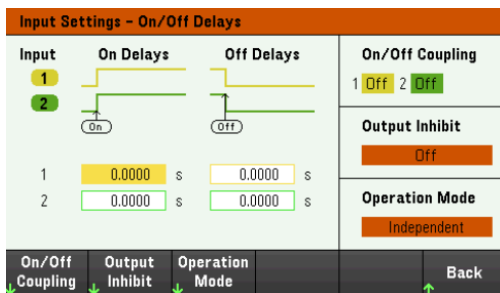 Input Settings - On/Off Delays
Input On Delays Off Delays
1
2
On Off
1 0.0000 s 0.0000 s
2 0.0000 s 0.0000 s
On/Off Coupling
1 Off 2 Off
Output Inhibit
Off
Operation Mode
Independent
On/Off Coupling
Output Inhibit
Operation Mode
Back